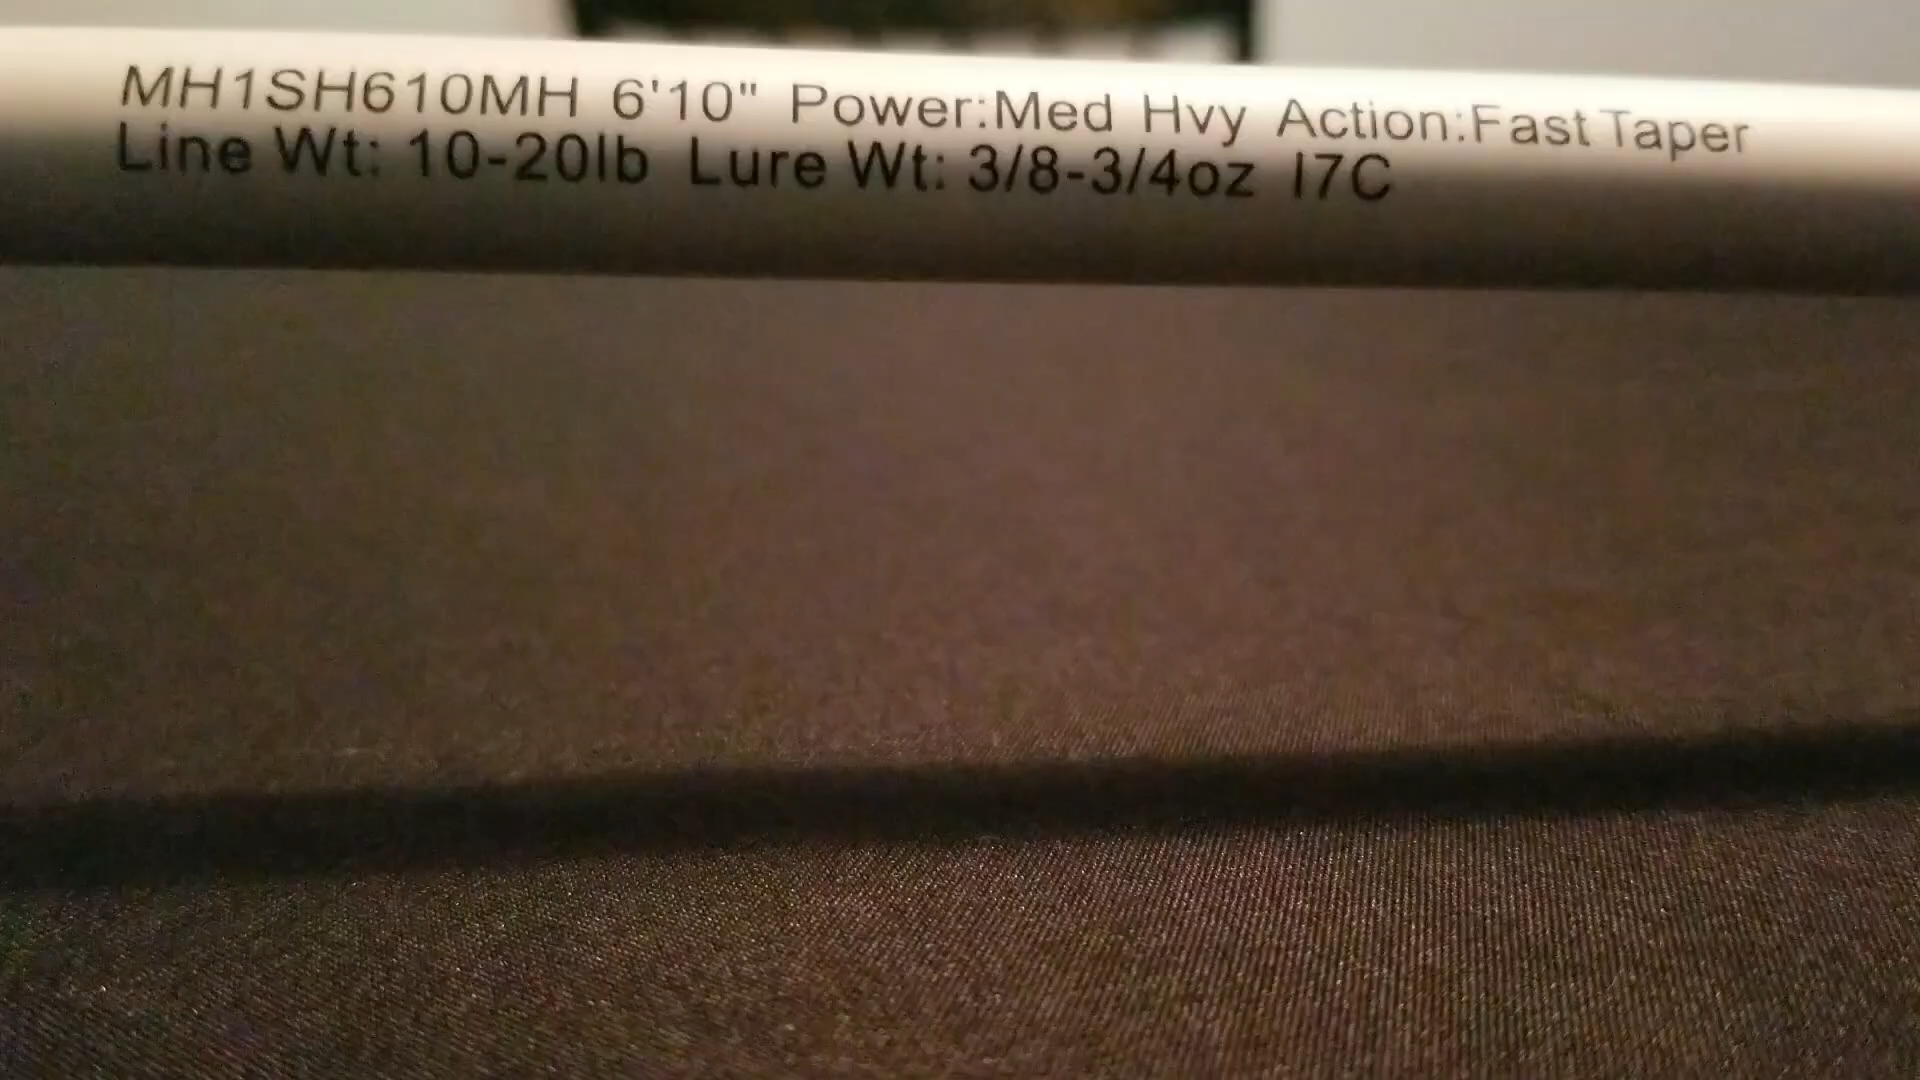 MH1SH610MH 6'10" Power:Med Hvy Action:Fast Taper
Line Wt: 10-20lb Lure Wt: 3/8-3/4oz I7C